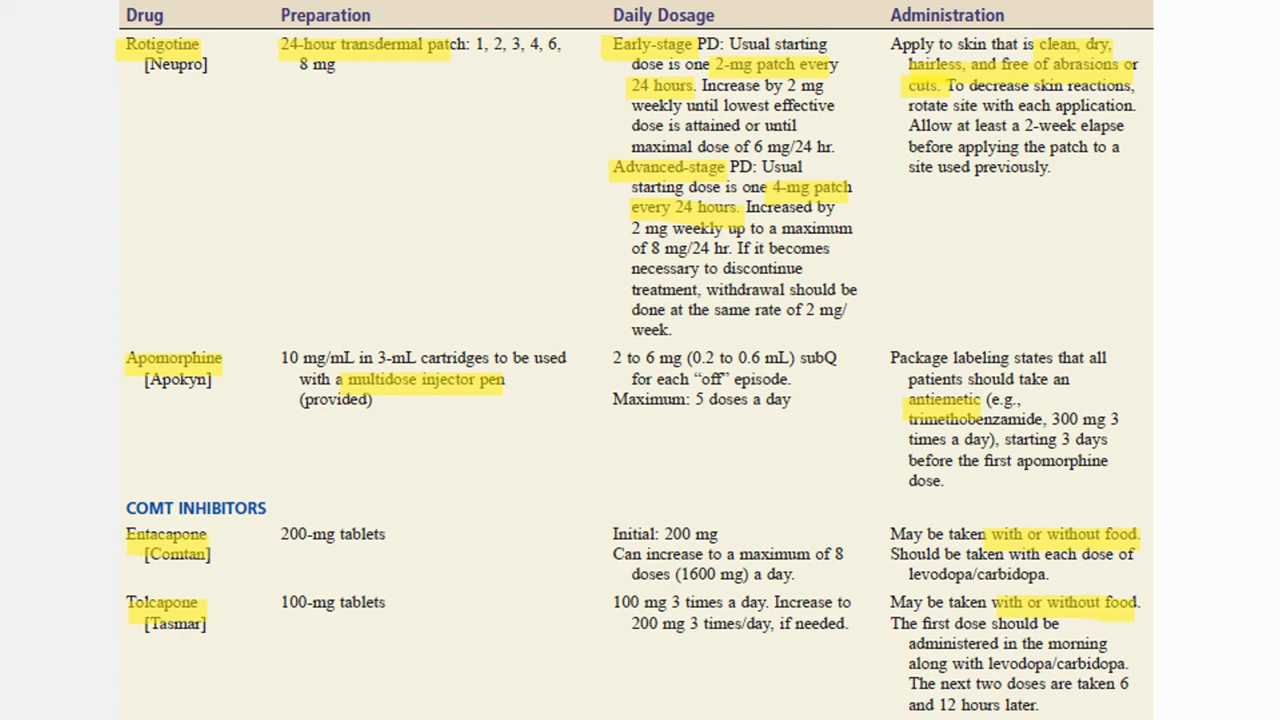 Drug Preparation Daily Dosage Administration
Rotigotine
[Neupro]
24-hour transdermal patch: 1, 2, 3, 4, 6,
8 mg
Early-stage PD: Usual starting
dose is one 2-mg patch every
24 hours. Increase by 2 mg
weekly until lowest effective
dose is attained or until
maximal dose of 6 mg/24 hr.
Advanced-stage PD: Usual
starting dose is one 4-mg patch
every 24 hours. Increased by
2 mg weekly up to a maximum
of 8 mg/24 hr. If it becomes
necessary to discontinue
treatment, withdrawal should be
done at the same rate of 2 mg/
week.
Apply to skin that is clean, dry,
hairless, and free of abrasions or
cuts. To decrease skin reactions,
rotate site with each application.
Allow at least a 2-week elapse
before applying the patch to a
site used previously.
Apomorphine
[Apokyn]
10 mg/mL in 3-mL cartridges to be used
with a multidose injector pen
(provided)
2 to 6 mg (0.2 to 0.6 mL) subQ
for each “off” episode.
Maximum: 5 doses a day
Package labeling states that all
patients should take an
antiemetic (e.g.,
trimethobenzamide, 300 mg 3
times a day), starting 3 days
before the first apomorphine
dose.
COMT INHIBITORS
Entacapone
[Comtan]
200-mg tablets
Initial: 200 mg
Can increase to a maximum of 8
doses (1600 mg) a day.
May be taken with or without food.
Should be taken with each dose of
levodopa/carbidopa.
Tolcapone
[Tasmar]
100-mg tablets
100 mg 3 times a day. Increase to
200 mg 3 times/day, if needed.
May be taken with or without food.
The first dose should be
administered in the morning
along with levodopa/carbidopa.
The next two doses are taken 6
and 12 hours later.